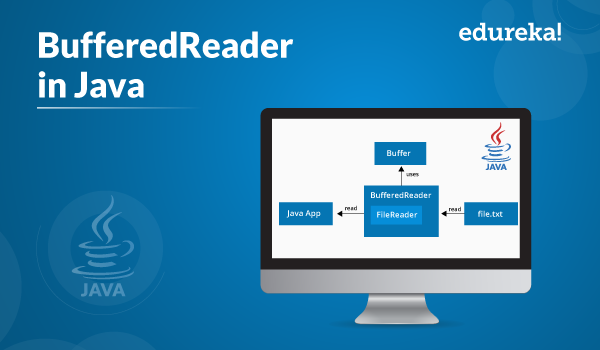 BufferedReader
in Java
edureka!
JAVA
Buffer
uses
BufferedReader
FileReader
Java App
read
read
file.txt
JAVA